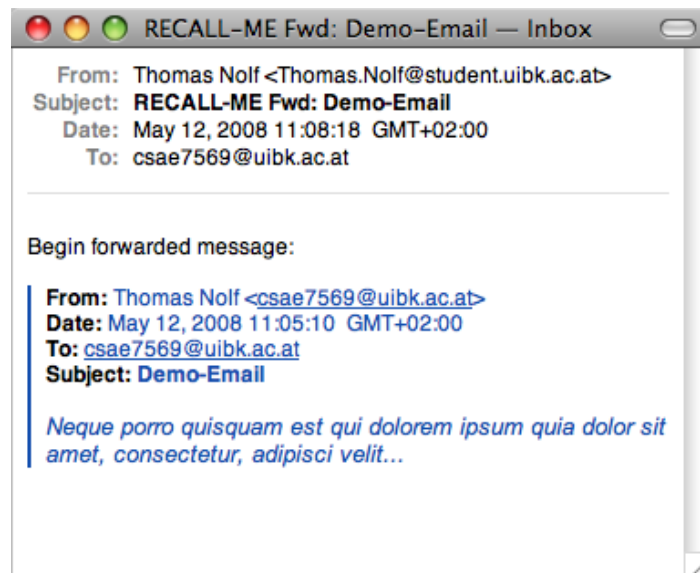 RECALL-ME Fwd: Demo-Email — Inbox
From: Thomas Nolf <Thomas.Nolf@student.uibk.ac.at>
Subject: RECALL-ME Fwd: Demo-Email
Date: May 12, 2008 11:08:18 GMT+02:00
To: csae7569@uibk.ac.at
Begin forwarded message:
From: Thomas Nolf <csae7569@uibk.ac.at>
Date: May 12, 2008 11:05:10 GMT+02:00
To: csae7569@uibk.ac.at
Subject: Demo-Email
Neque porro quisquam est qui dolorem ipsum quia dolor sit
amet, consectetur, adipisci velit...